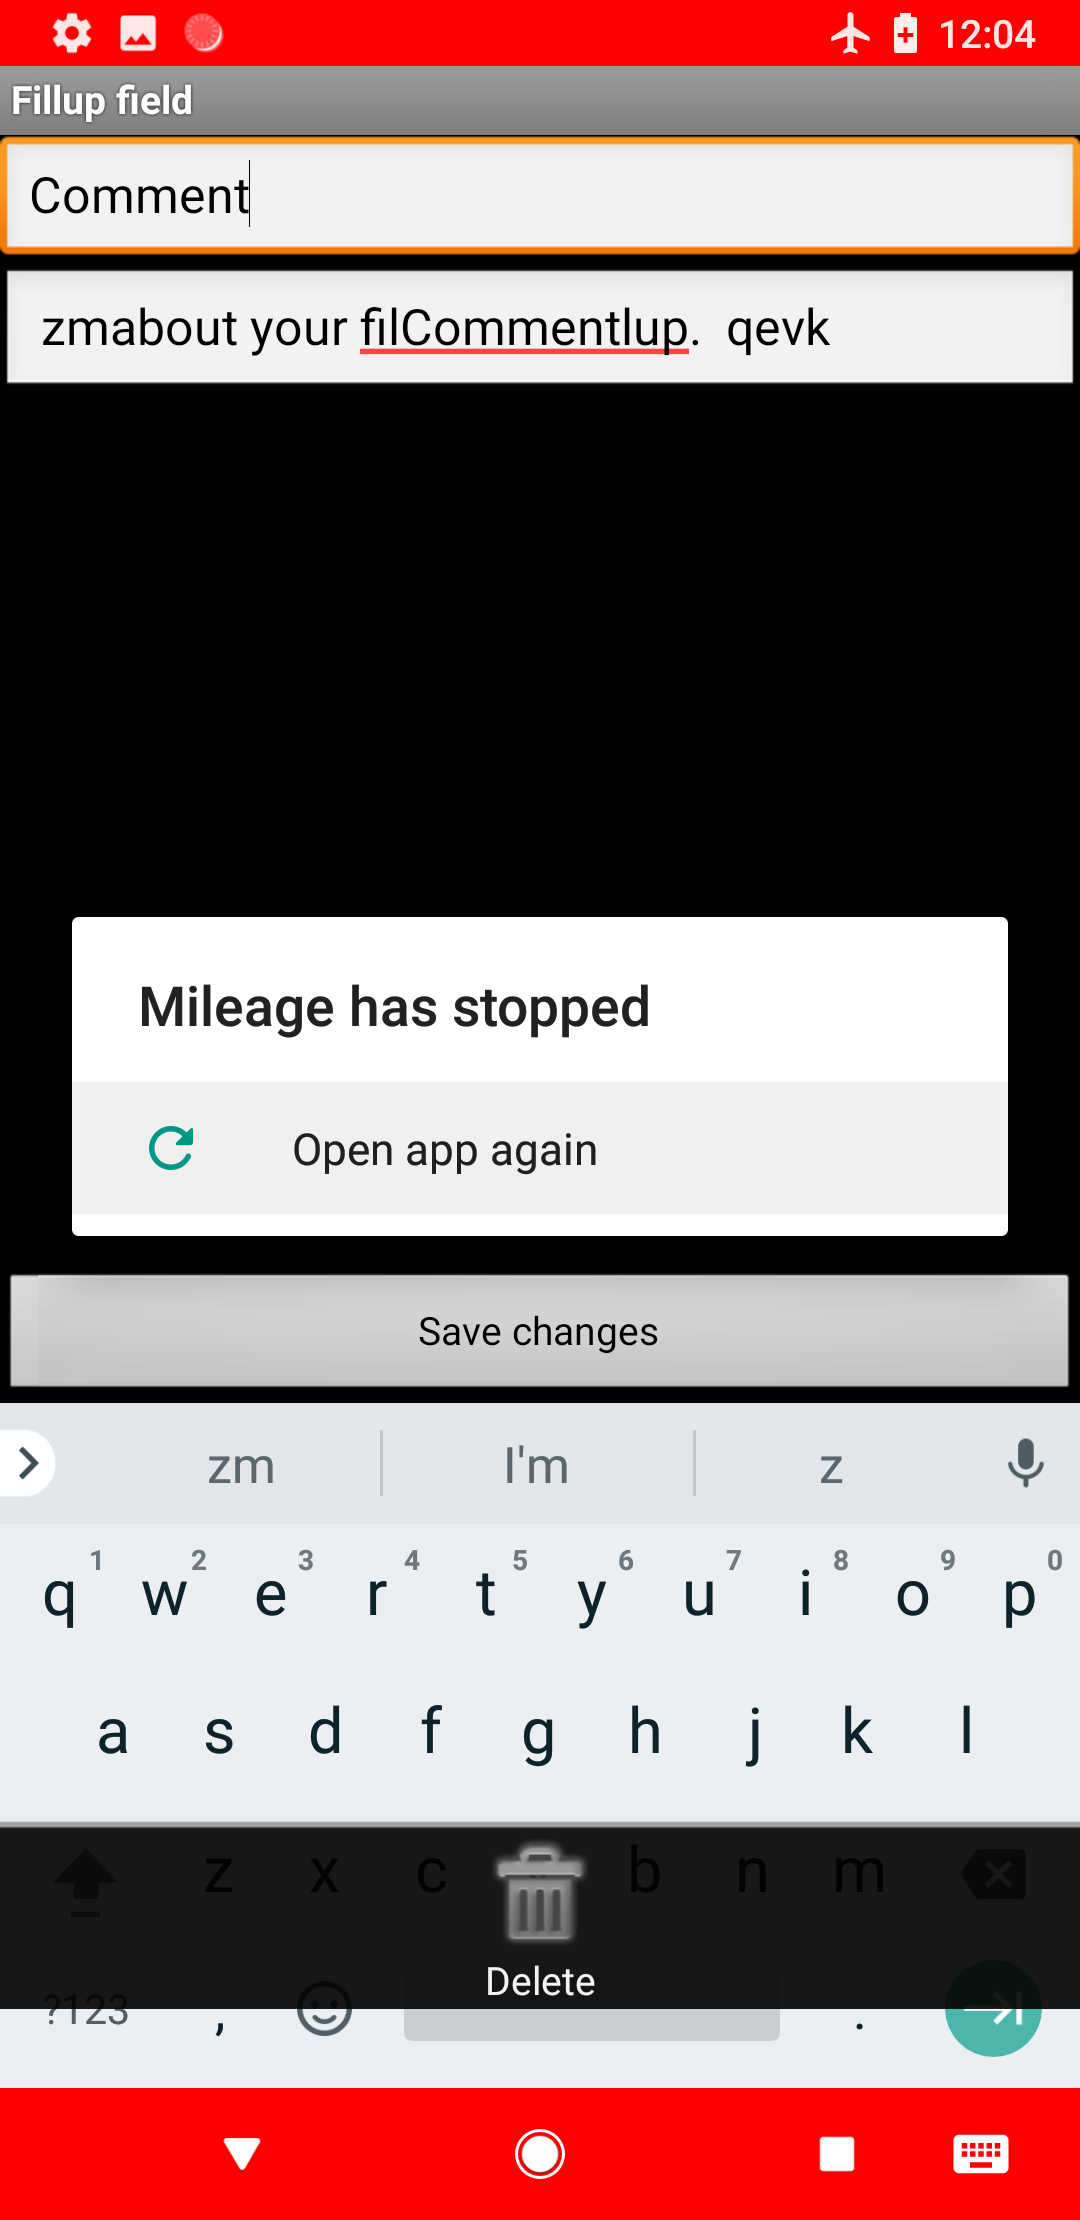 12:04
Fillup field
Comment
zmabout your filCommentlup.  qevk
Mileage has stopped
Open app again
Save changes
zm I'm z
1 2 3 4 5 6 7 8 9 0
q w e r t y u i o p
a s d f g h j k l
z x c b n m
Delete
?123 , .